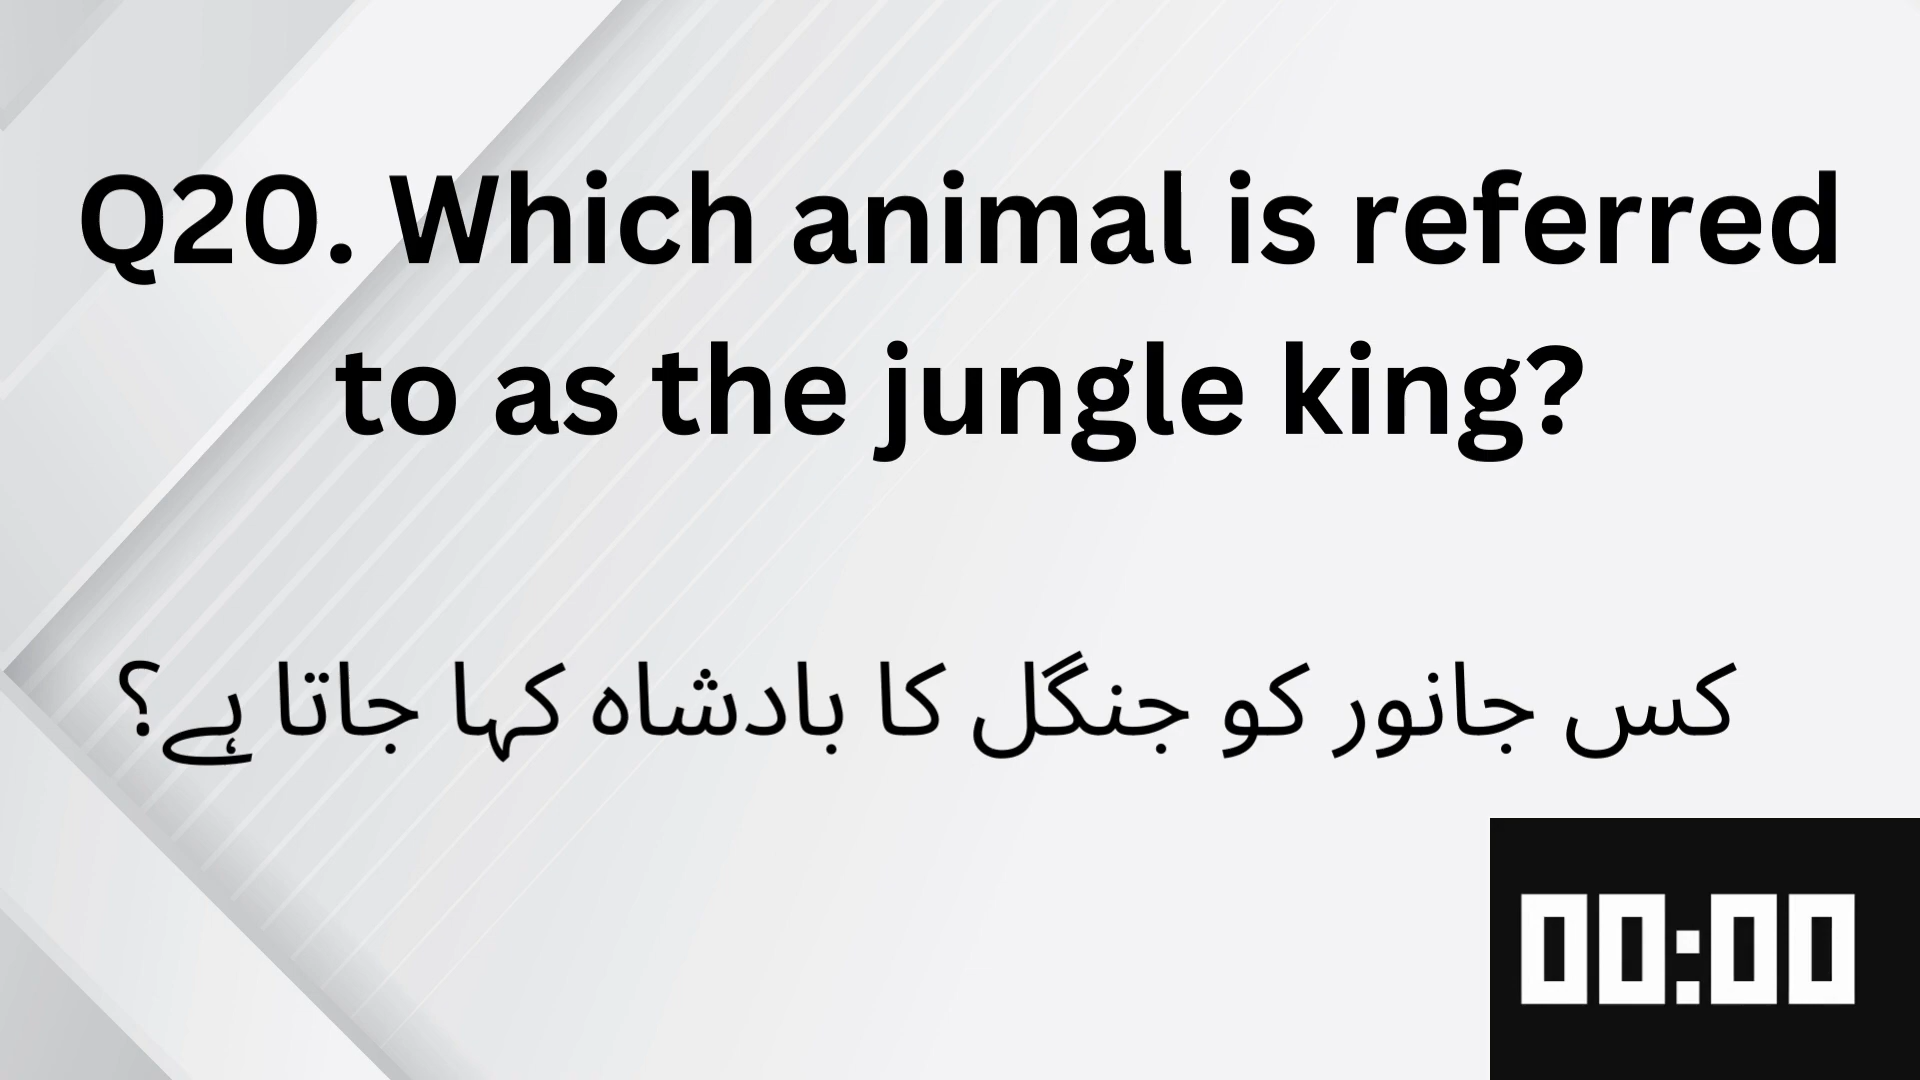 Q20. Which animal is referred
to as the jungle king?
کس جانور کو جنگل کا بادشاہ کہا جاتا ہے؟
00:00